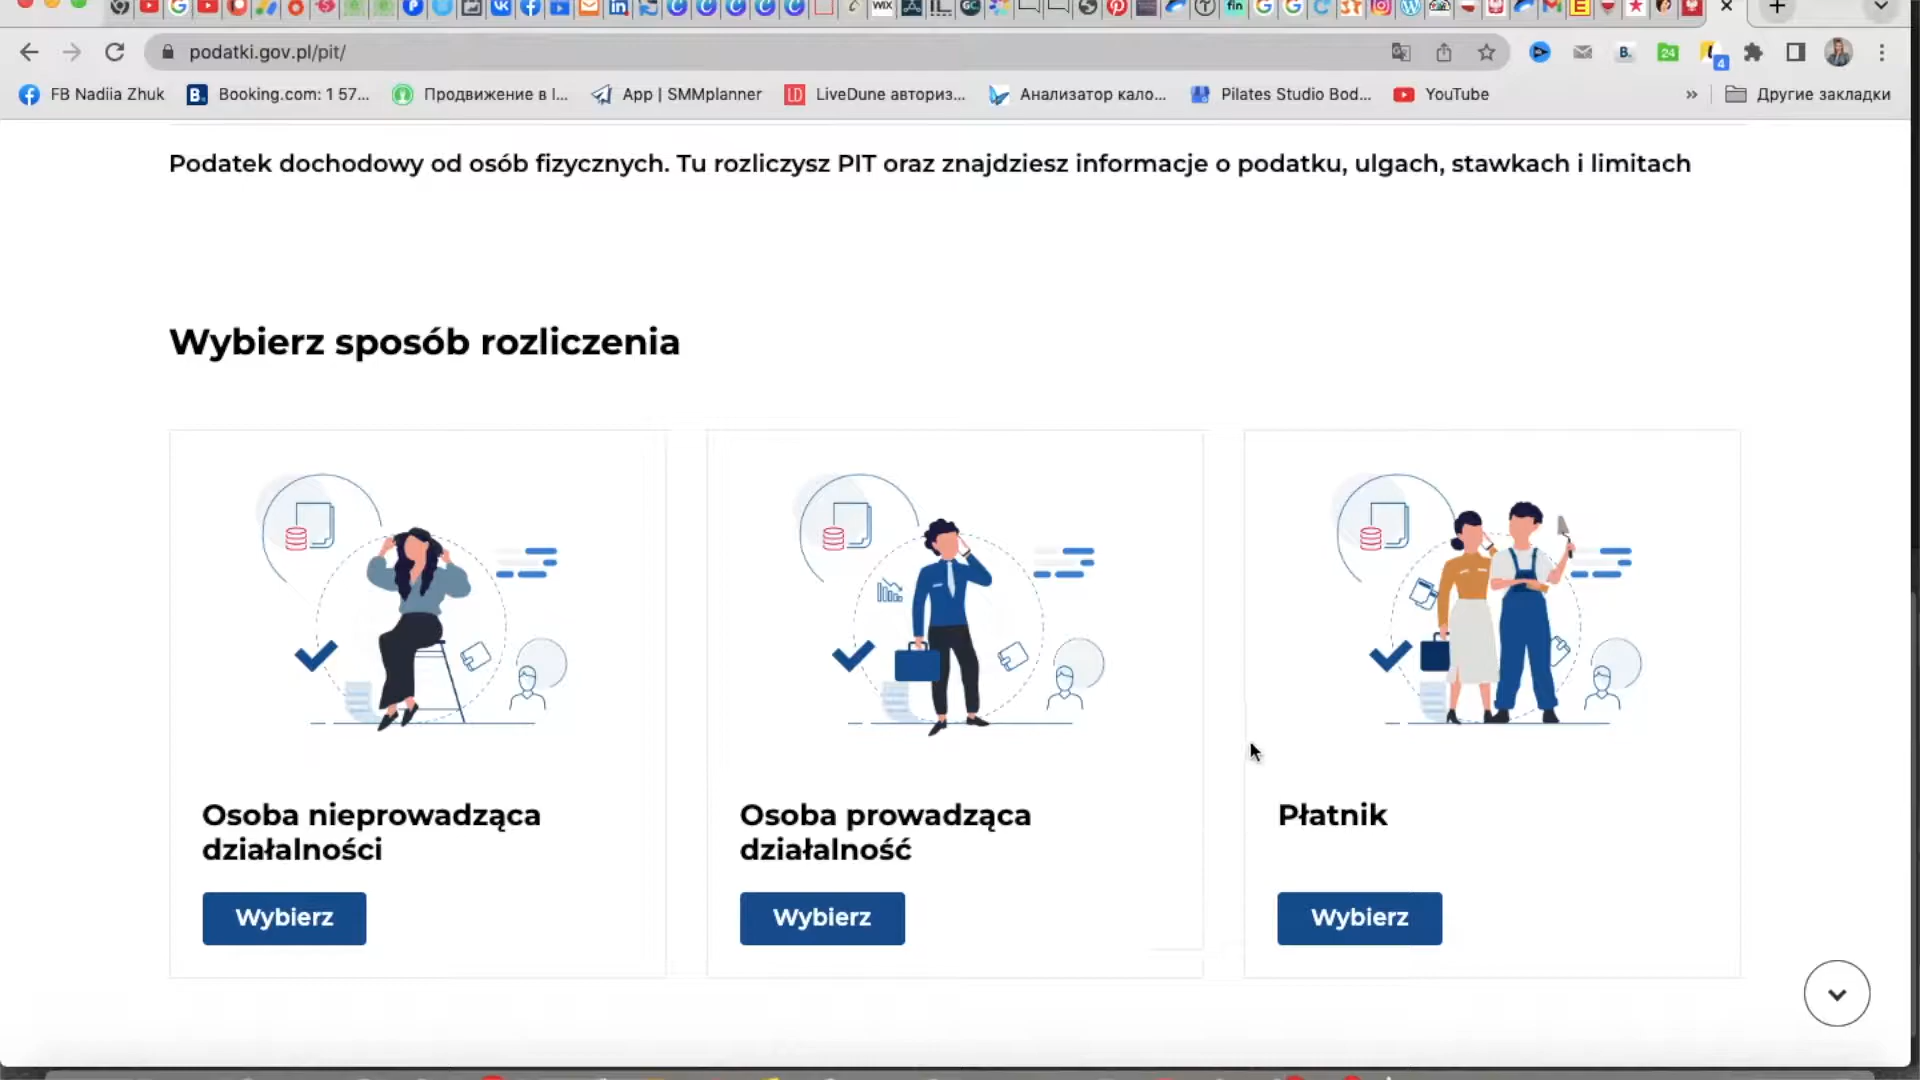 podatki.gov.pl/pit/
FB Nadiia Zhuk
Booking.com: 1 57...
Продвижение в I...
App | SMMplanner
LiveDune авториз...
Анализатор кало...
Pilates Studio Bod...
YouTube
Другие закладки
Podatek dochodowy od osób fizycznych. Tu rozliczysz PIT oraz znajdziesz informacje o podatku, ulgach, stawkach i limitach
Wybierz sposób rozliczenia
Osoba nieprowadząca
działalności
Wybierz
Osoba prowadząca
działalność
Wybierz
Płatnik
Wybierz